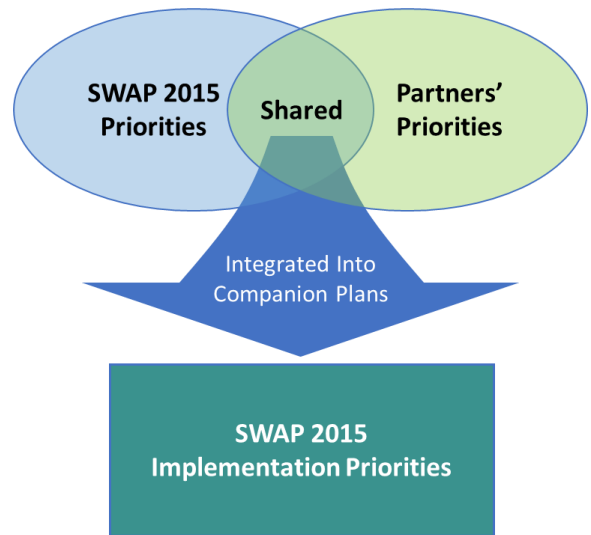 SWAP 2015
Priorities
Shared
Partners’
Priorities
Integrated Into
Companion Plans
SWAP 2015
Implementation Priorities